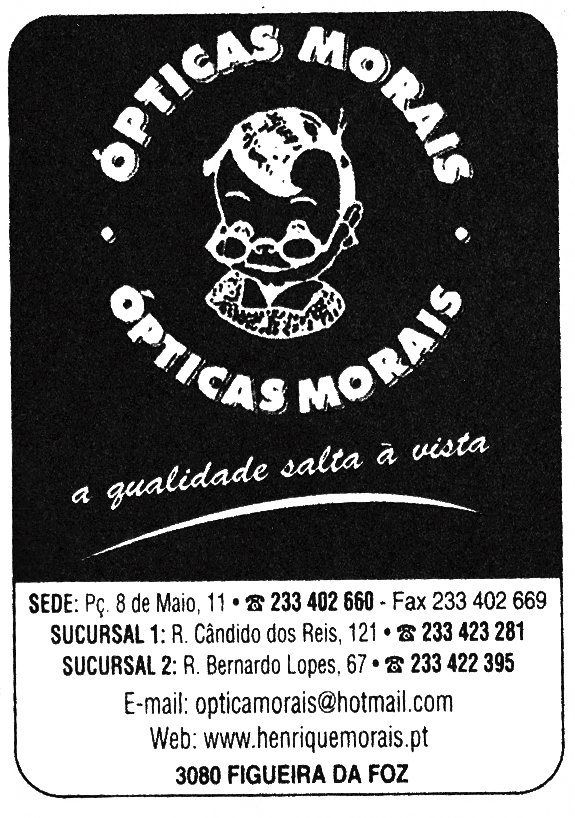 ÓPTICAS MORAIS
ÓPTICAS MORAIS
a qualidade salta à vista
SEDE: Pç. 8 de Maio, 11 • ☎ 233 402 660 - Fax 233 402 669
SUCURSAL 1: R. Cândido dos Reis, 121 • ☎ 233 423 281
SUCURSAL 2: R. Bernardo Lopes, 67 • ☎ 233 422 395
E-mail: opticamorais@hotmail.com
Web: www.henriquemorais.pt
3080 FIGUEIRA DA FOZ